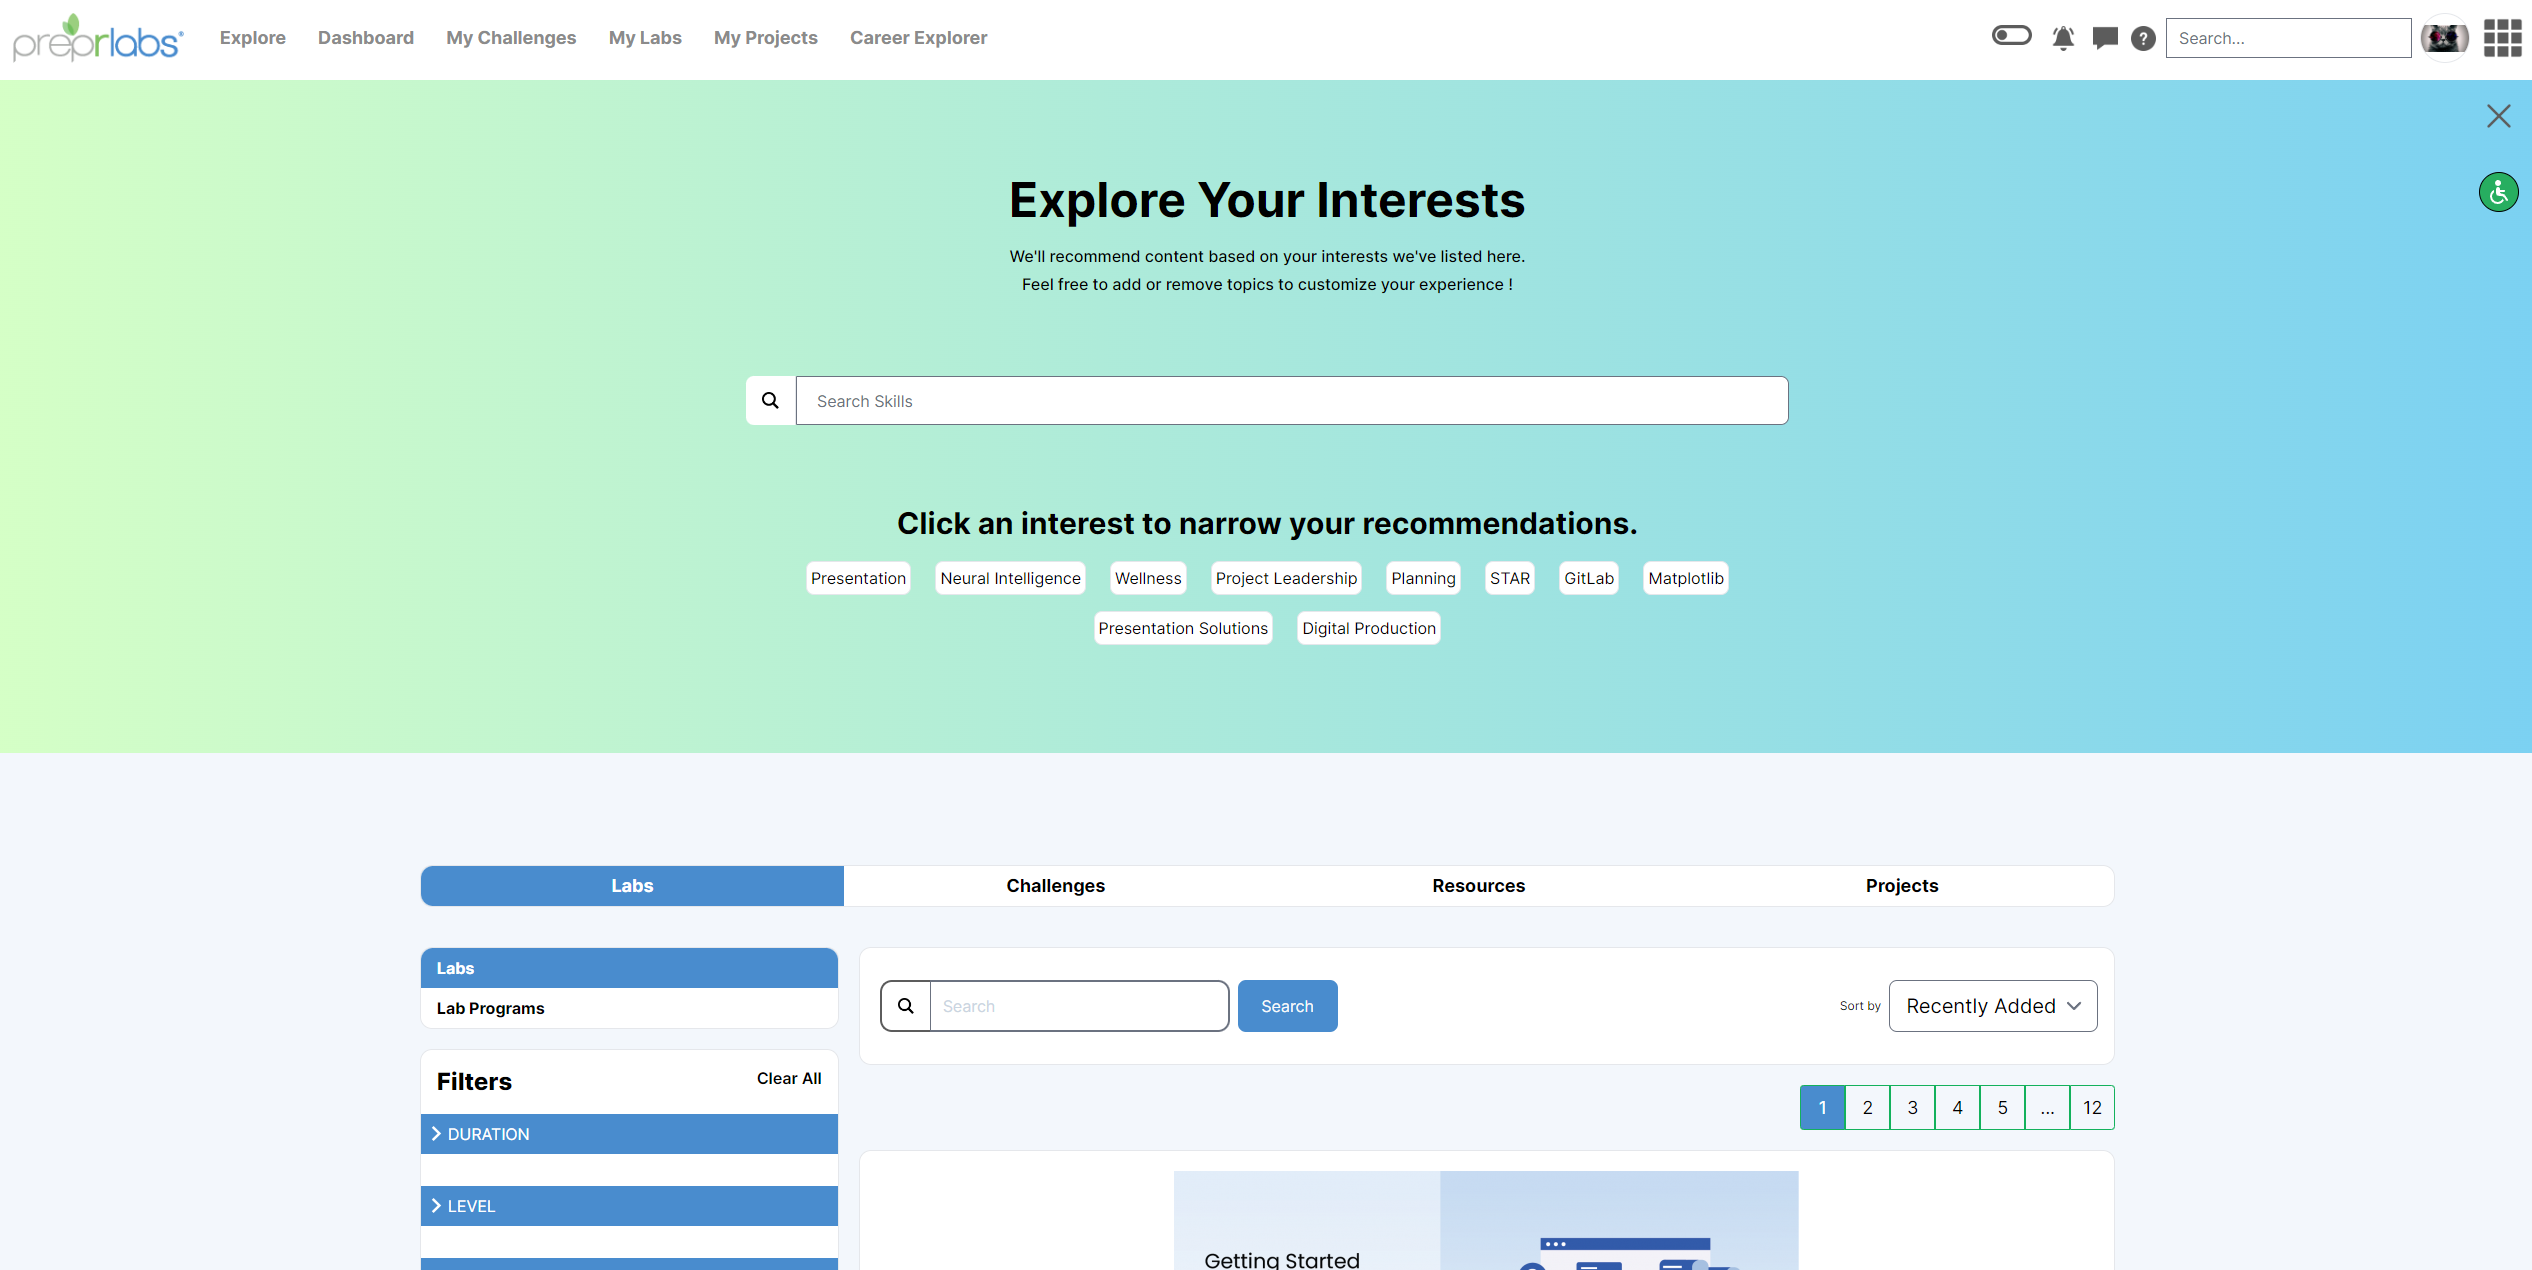 preprlabs®
Explore Dashboard My Challenges My Labs My Projects Career Explorer
?
Search...
Explore Your Interests
We'll recommend content based on your interests we've listed here.
Feel free to add or remove topics to customize your experience !
Search Skills
Click an interest to narrow your recommendations.
Presentation Neural Intelligence Wellness Project Leadership Planning STAR GitLab Matplotlib
Presentation Solutions Digital Production
Labs Challenges Resources Projects
Labs
Lab Programs
Search Search Sort by Recently Added
Filters Clear All
1 2 3 4 5 ... 12
DURATION
LEVEL
Getting Started